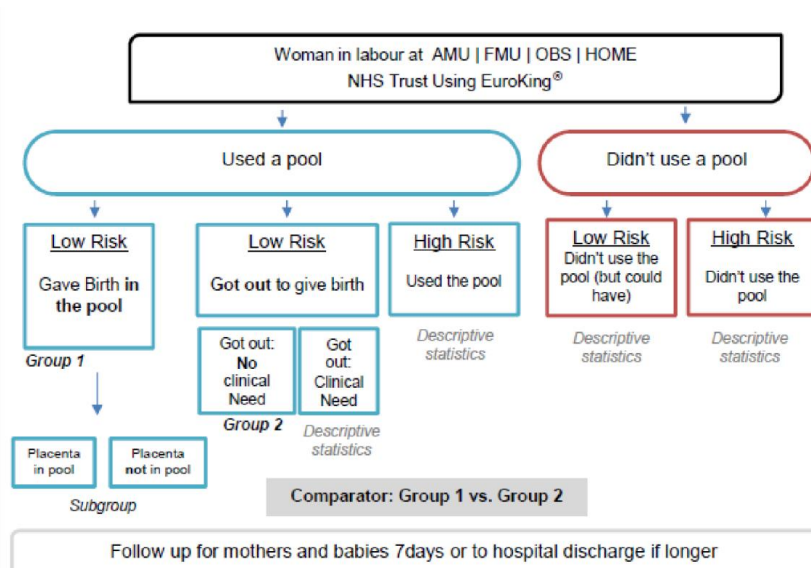 Woman in labour at AMU | FMU | OBS | HOME
NHS Trust Using EuroKing®
Used a pool
Didn't use a pool
Low Risk
Gave Birth in
the pool
Group 1
Low Risk
Got out to give birth
High Risk
Used the pool
Descriptive
statistics
Low Risk
Didn't use the
pool (but could
have)
Descriptive
statistics
High Risk
Didn't use the
pool
Descriptive
statistics
Got out:
No
clinical
Need
Group 2
Got
out:
Clinical
Need
Descriptive
statistics
Placenta
in pool
Placenta
not in pool
Subgroup
Comparator: Group 1 vs. Group 2
Follow up for mothers and babies 7days or to hospital discharge if longer